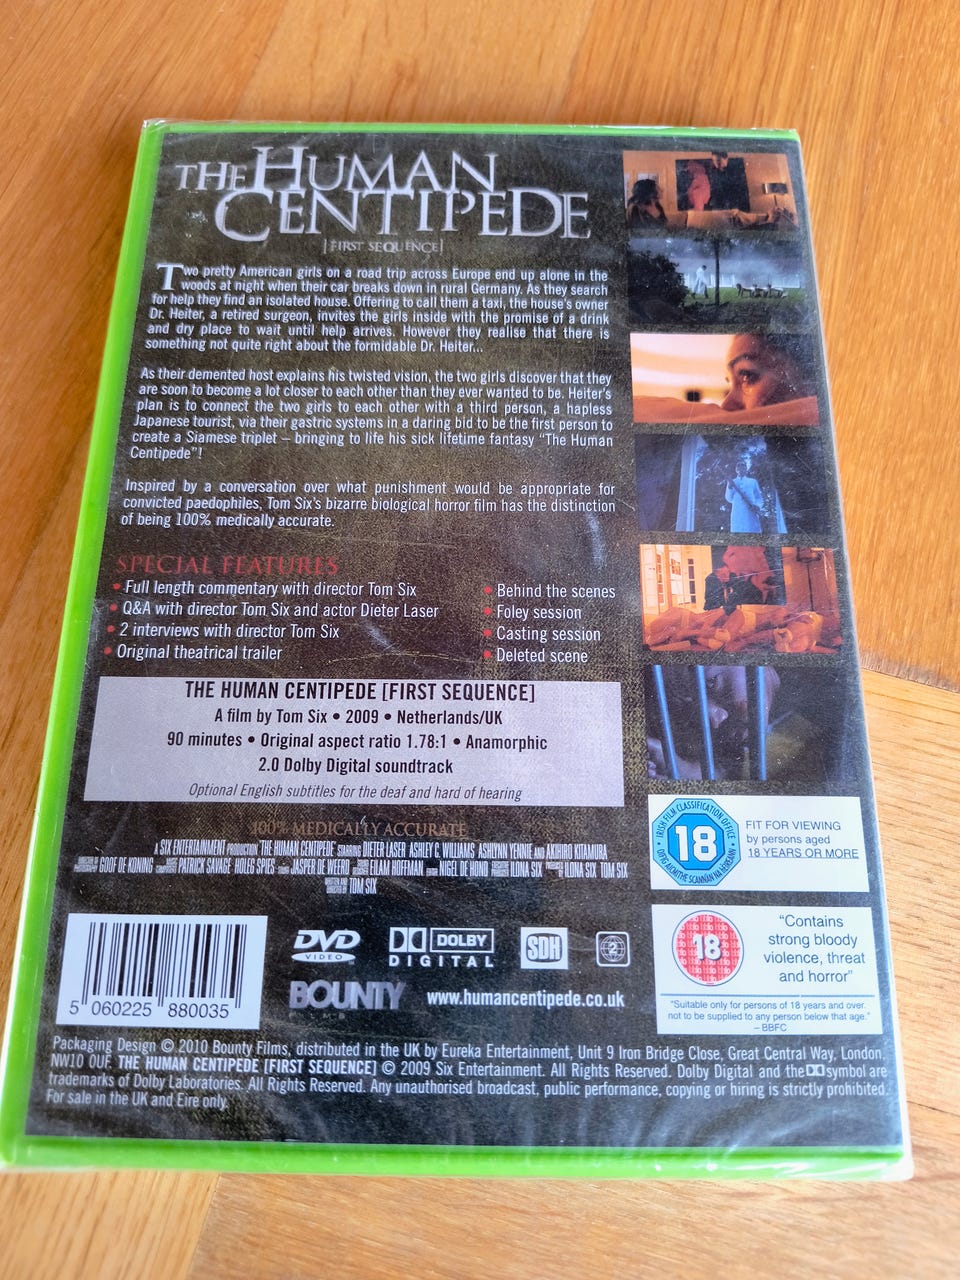 THE HUMAN
CENTIPEDE
[FIRST SEQUENCE]
Two pretty American girls on a road trip across Europe end up alone in the
woods at night when their car breaks down in rural Germany. As they search
for help they find an isolated house. Offering to call them a taxi, the house's owner
Dr. Heiter, a retired surgeon, invites the girls inside with the promise of a drink
and dry place to wait until help arrives. However they realise that there is
something not quite right about the formidable Dr. Heiter...
As their demented host explains his twisted vision, the two girls discover that they
are soon to become a lot closer to each other than they ever wanted to be. Heiter's
plan is to connect the two girls to each other with a third person, a hapless
Japanese tourist, via their gastric systems in a daring bid to be the first person to
create a Siamese triplet – bringing to life his sick lifetime fantasy "The Human
Centipede"!
Inspired by a conversation over what punishment would be appropriate for
convicted paedophiles, Tom Six's bizarre biological horror film has the distinction
of being 100% medically accurate.
SPECIAL FEATURES
• Full length commentary with director Tom Six
• Q&A with director Tom Six and actor Dieter Laser
• 2 interviews with director Tom Six
• Original theatrical trailer
• Behind the scenes
• Foley session
• Casting session
• Deleted scene
THE HUMAN CENTIPEDE [FIRST SEQUENCE]
A film by Tom Six • 2009 • Netherlands/UK
90 minutes • Original aspect ratio 1.78:1 • Anamorphic
2.0 Dolby Digital soundtrack
Optional English subtitles for the deaf and hard of hearing
100% MEDICALLY ACCURATE
A SIX ENTERTAINMENT PRODUCTION 'THE HUMAN CENTIPEDE' STARRING DIETER LASER ASHLEY C. WILLIAMS ASHLYNN YENNIE AND AKIHIRO KITAMURA
GOOF DE KONING PATRICK SAVAGE HOLEG SPIES JASPER DE WEERD EILAM HOFFMAN NIGEL DE HOND ILONA SIX ILONA SIX TOM SIX
WRITTEN AND DIRECTED BY TOM SIX
IRISH FILM CLASSIFICATION OFFICE
18
FIT FOR VIEWING
by persons aged
18 YEARS OR MORE
18
"Contains
strong bloody
violence, threat
and horror"
"Suitable only for persons of 18 years and over.
not to be supplied to any person below that age."
– BBFC
5 060225 880035
DVD
VIDEO
DOLBY
DIGITAL
SDH
2
BOUNTY
FILMS
www.humancentipede.co.uk
Packaging Design © 2010 Bounty Films, distributed in the UK by Eureka Entertainment, Unit 9 Iron Bridge Close, Great Central Way, London,
NW10 0UF. THE HUMAN CENTIPEDE [FIRST SEQUENCE] © 2009 Six Entertainment. All Rights Reserved. Dolby Digital and the symbol are
trademarks of Dolby Laboratories. All Rights Reserved. Any unauthorised broadcast, public performance, copying or hiring is strictly prohibited.
For sale in the UK and Eire only.